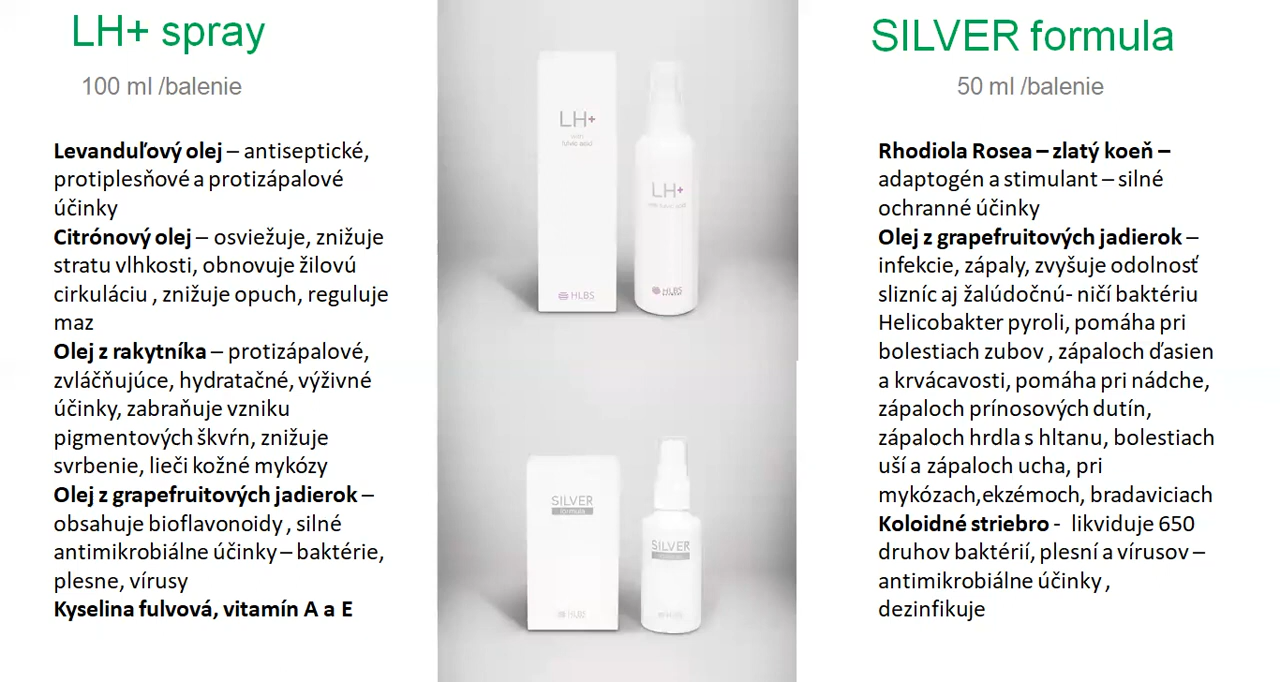 LH+ spray
100 ml /balenie
Levanduľový olej – antiseptické,
protiplesňové a protizápalové
účinky
Citrónový olej – osviežuje, znižuje
stratu vlhkosti, obnovuje žilovú
cirkuláciu , znižuje opuch, reguluje
maz
Olej z rakytníka – protizápalové,
zvláčňujúce, hydratačné, výživné
účinky, zabraňuje vzniku
pigmentových škvŕn, znižuje
svrbenie, lieči kožné mykózy
Olej z grapefruitových jadierok –
obsahuje bioflavonoidy , silné
antimikrobiálne účinky – baktérie,
plesne, vírusy
Kyselina fulvová, vitamín A a E
LH+
with
fulvic acid
HLBS
LH+
HLBS
SILVER
formula
HLBS
SILVER
HLBS
SILVER formula
50 ml /balenie
Rhodiola Rosea – zlatý koeň –
adaptogén a stimulant – silné
ochranné účinky
Olej z grapefruitových jadierok –
infekcie, zápaly, zvyšuje odolnosť
slizníc aj žalúdočnú- ničí baktériu
Helicobakter pyroli, pomáha pri
bolestiach zubov , zápaloch ďasien
a krvácavosti, pomáha pri nádche,
zápaloch prínosových dutín,
zápaloch hrdla s hltanu, bolestiach
uší a zápaloch ucha, pri
mykózach,ekzémoch, bradaviciach
Koloidné striebro - likviduje 650
druhov baktérií, plesní a vírusov –
antimikrobiálne účinky ,
dezinfikuje